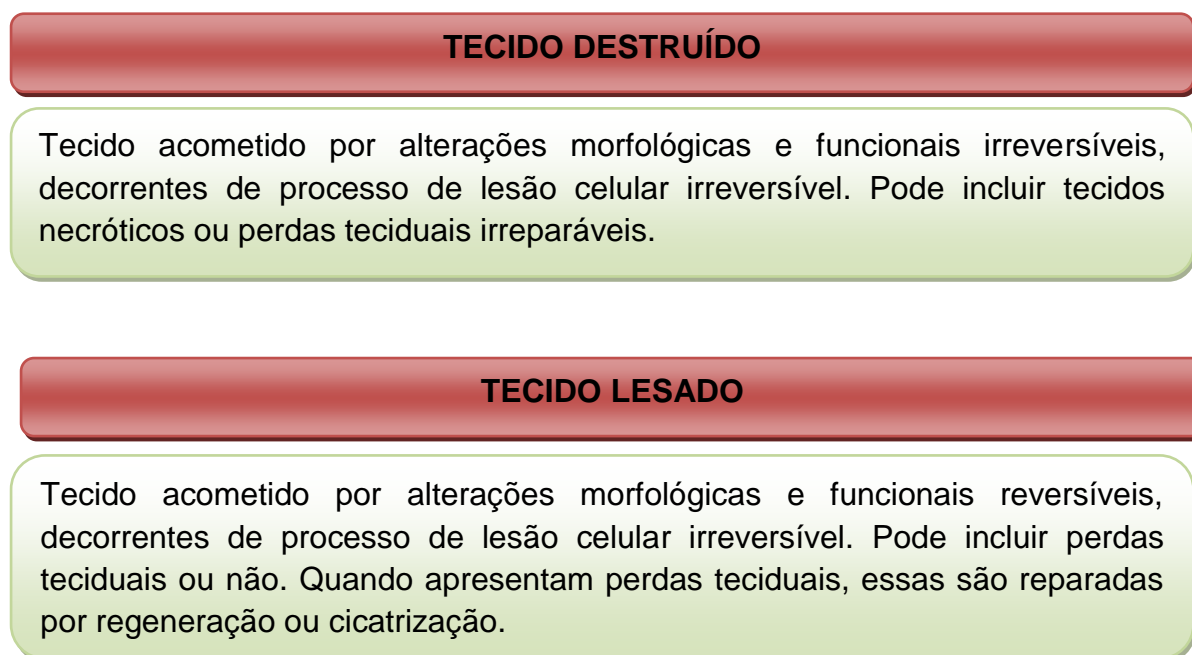 TECIDO DESTRUÍDO
Tecido acometido por alterações morfológicas e funcionais irreversíveis,
decorrentes de processo de lesão celular irreversível. Pode incluir tecidos
necróticos ou perdas teciduais irreparáveis.
TECIDO LESADO
Tecido acometido por alterações morfológicas e funcionais reversíveis,
decorrentes de processo de lesão celular irreversível. Pode incluir perdas
teciduais ou não. Quando apresentam perdas teciduais, essas são reparadas
por regeneração ou cicatrização.